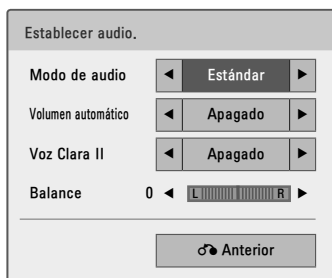 Establecer audio.
Modo de audio ◄ Estándar ►
Volumen automático ◄ Apagado ►
Voz Clara II ◄ Apagado ►
Balance 0 ◄ L R ►
Anterior